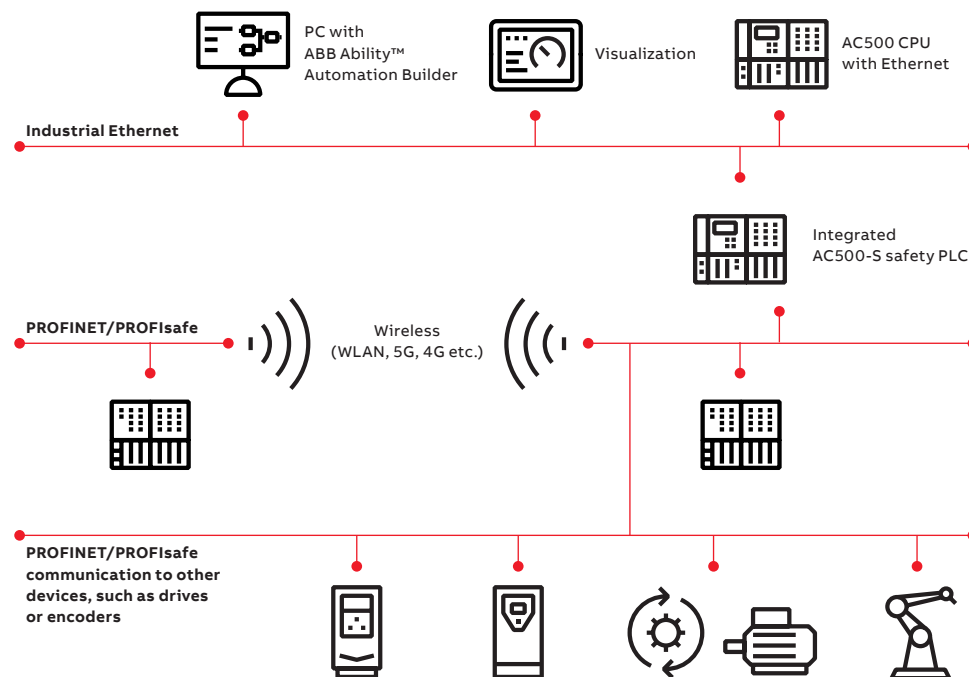 PC with
ABB Ability™
Automation Builder
Visualization
AC500 CPU
with Ethernet
Industrial Ethernet
Integrated
AC500-S safety PLC
PROFINET/PROFIsafe
Wireless
(WLAN, 5G, 4G etc.)
PROFINET/PROFIsafe
communication to other
devices, such as drives
or encoders